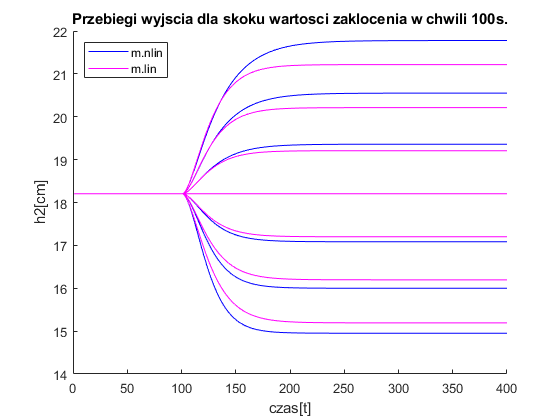 Przebiegi wyjscia dla skoku wartosci zaklocenia w chwili 100s.
m.nlin
m.lin
h2[cm]
22
21
20
19
18
17
16
15
14
0 50 100 150 200 250 300 350 400
czas[t]